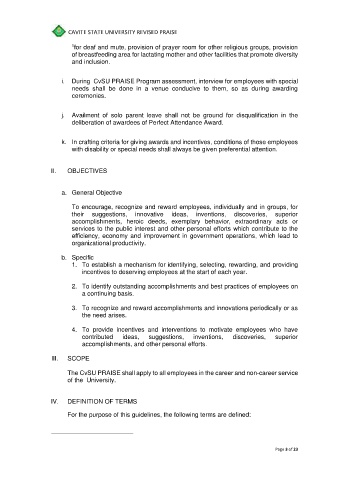 CAVITE STATE UNIVERSITY REVISED PRAISE
"for deaf and mute, provision of prayer room for other religious groups, provision
of breastfeeding area for lactating mother and other facilities that promote diversity
and inclusion.
i. During CvSU PRAISE Program assessment, interview for employees with special
needs shall be done in a venue conducive to them, so as during awarding
ceremonies.
j. Availment of solo parent leave shall not be ground for disqualification in the
deliberation of awardees of Perfect Attendance Award.
k. In crafting criteria for giving awards and incentives, conditions of those employees
with disability or special needs shall always be given preferential attention.
II. OBJECTIVES
a. General Objective
To encourage, recognize and reward employees, individually and in groups, for
their suggestions, innovative ideas, inventions, discoveries, superior
accomplishments, heroic deeds, exemplary behavior, extraordinary acts or
services to the public interest and other personal efforts which contribute to the
efficiency, economy and improvement in government operations, which lead to
organizational productivity.
b. Specific
1. To establish a mechanism for identifying, selecting, rewarding, and providing
incentives to deserving employees at the start of each year.
2. To identify outstanding accomplishments and best practices of employees on
a continuing basis.
3. To recognize and reward accomplishments and innovations periodically or as
the need arises.
4. To provide incentives and interventions to motivate employees who have
contributed ideas, suggestions, inventions, discoveries, superior
accomplishments, and other personal efforts.
III. SCOPE
The CvSU PRAISE shall apply to all employees in the career and non-career service
of the University.
IV. DEFINITION OF TERMS
For the purpose of this guidelines, the following terms are defined:
Page 3 of 23